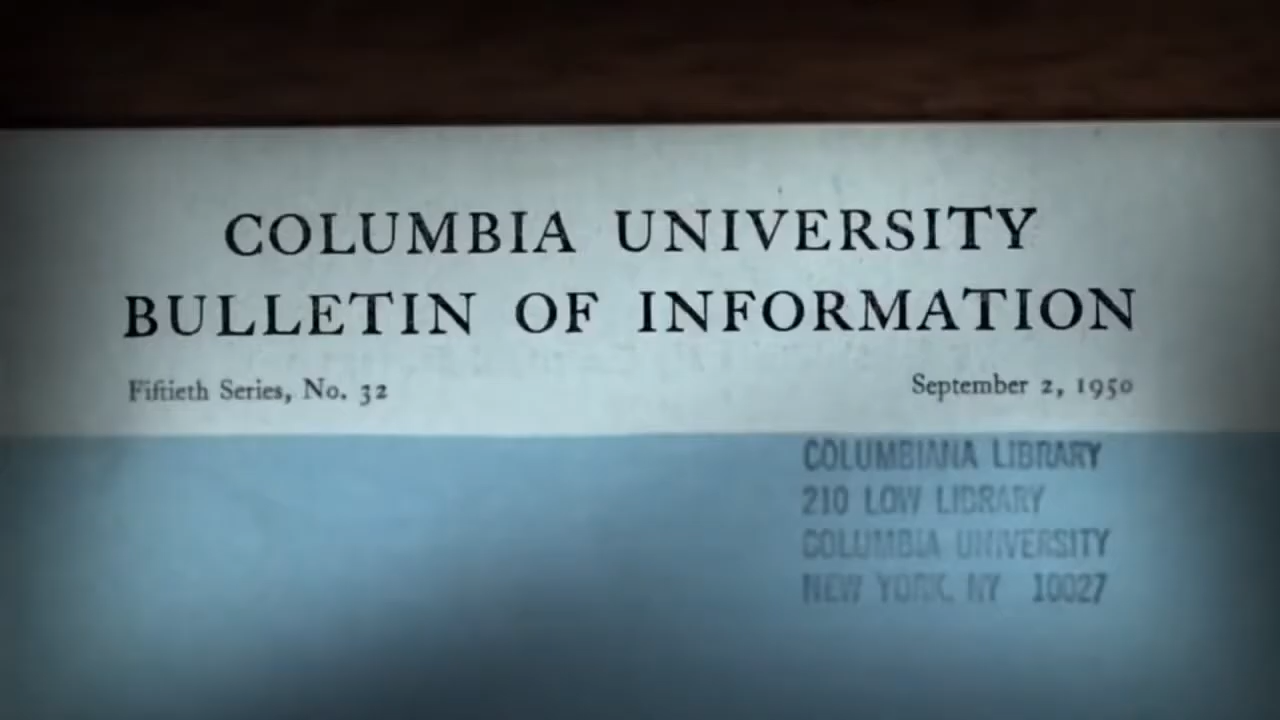 COLUMBIA UNIVERSITY
BULLETIN OF INFORMATION
Fiftieth Series, No. 32
September 2, 1950
COLUMBIANA LIBRARY
210 LOW LIBRARY
COLUMBIA UNIVERSITY
NEW YORK, NY 10027